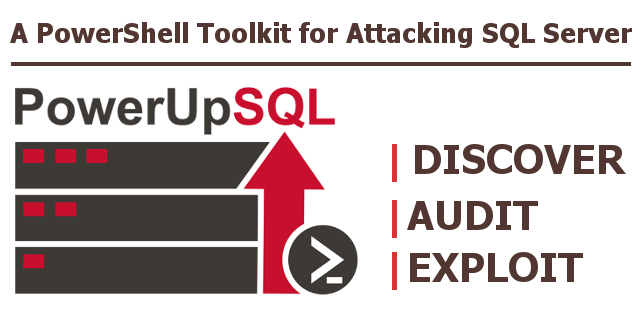 A PowerShell Toolkit for Attacking SQL Server
PowerUpSQL
DISCOVER
AUDIT
EXPLOIT